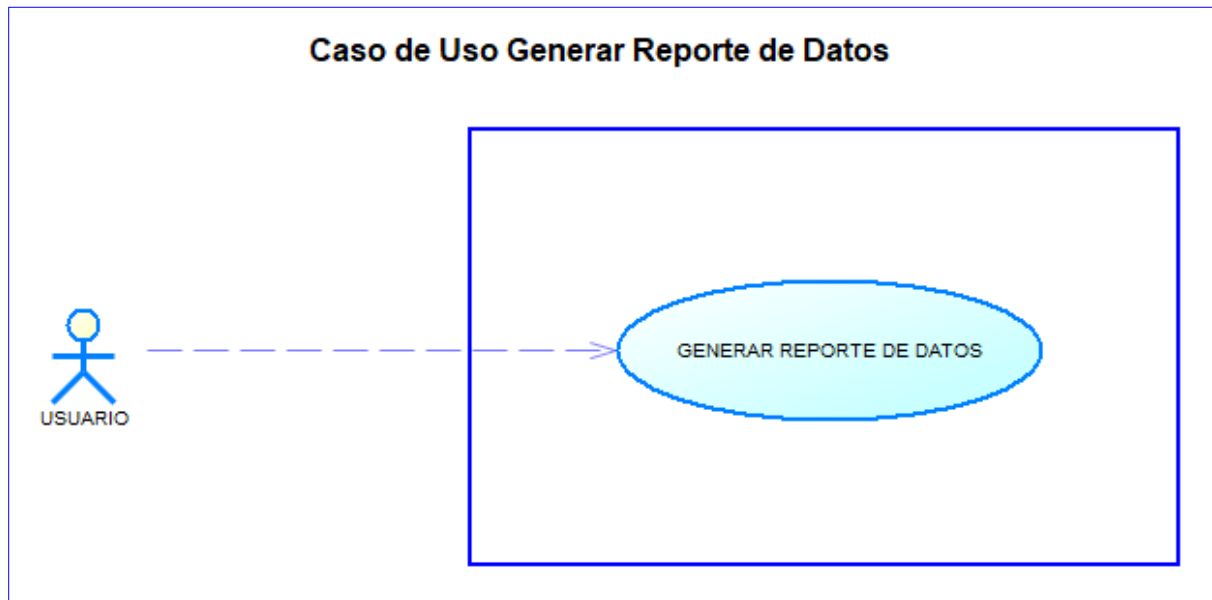 Caso de Uso Generar Reporte de Datos
GENERAR REPORTE DE DATOS
USUARIO